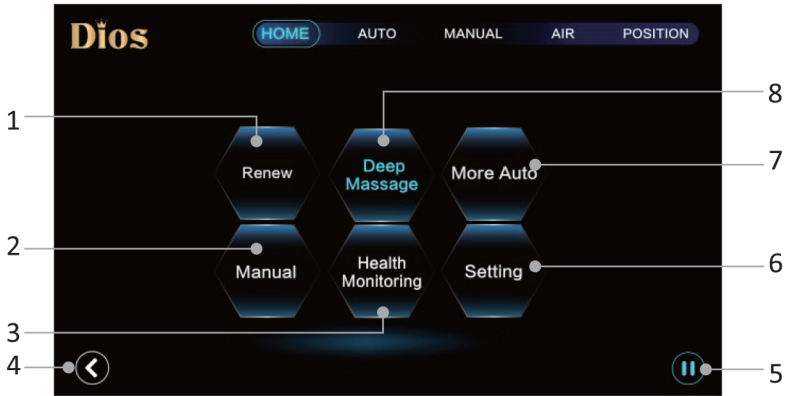 Dios
HOME AUTO MANUAL AIR POSITION
1
8
Renew
Deep
Massage
More Auto
7
2
Manual
Health
Monitoring
Setting
6
3
4
5